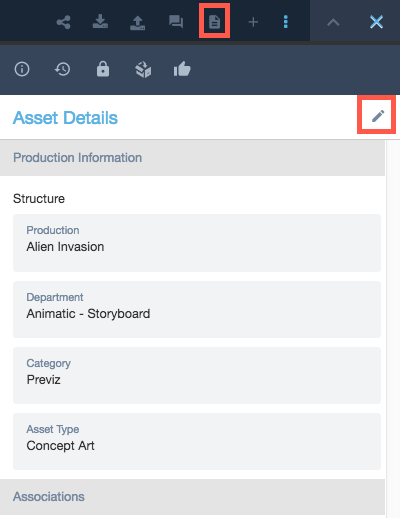 Asset Details
Production Information
Structure
Production
Alien Invasion
Department
Animatic - Storyboard
Category
Previz
Asset Type
Concept Art
Associations